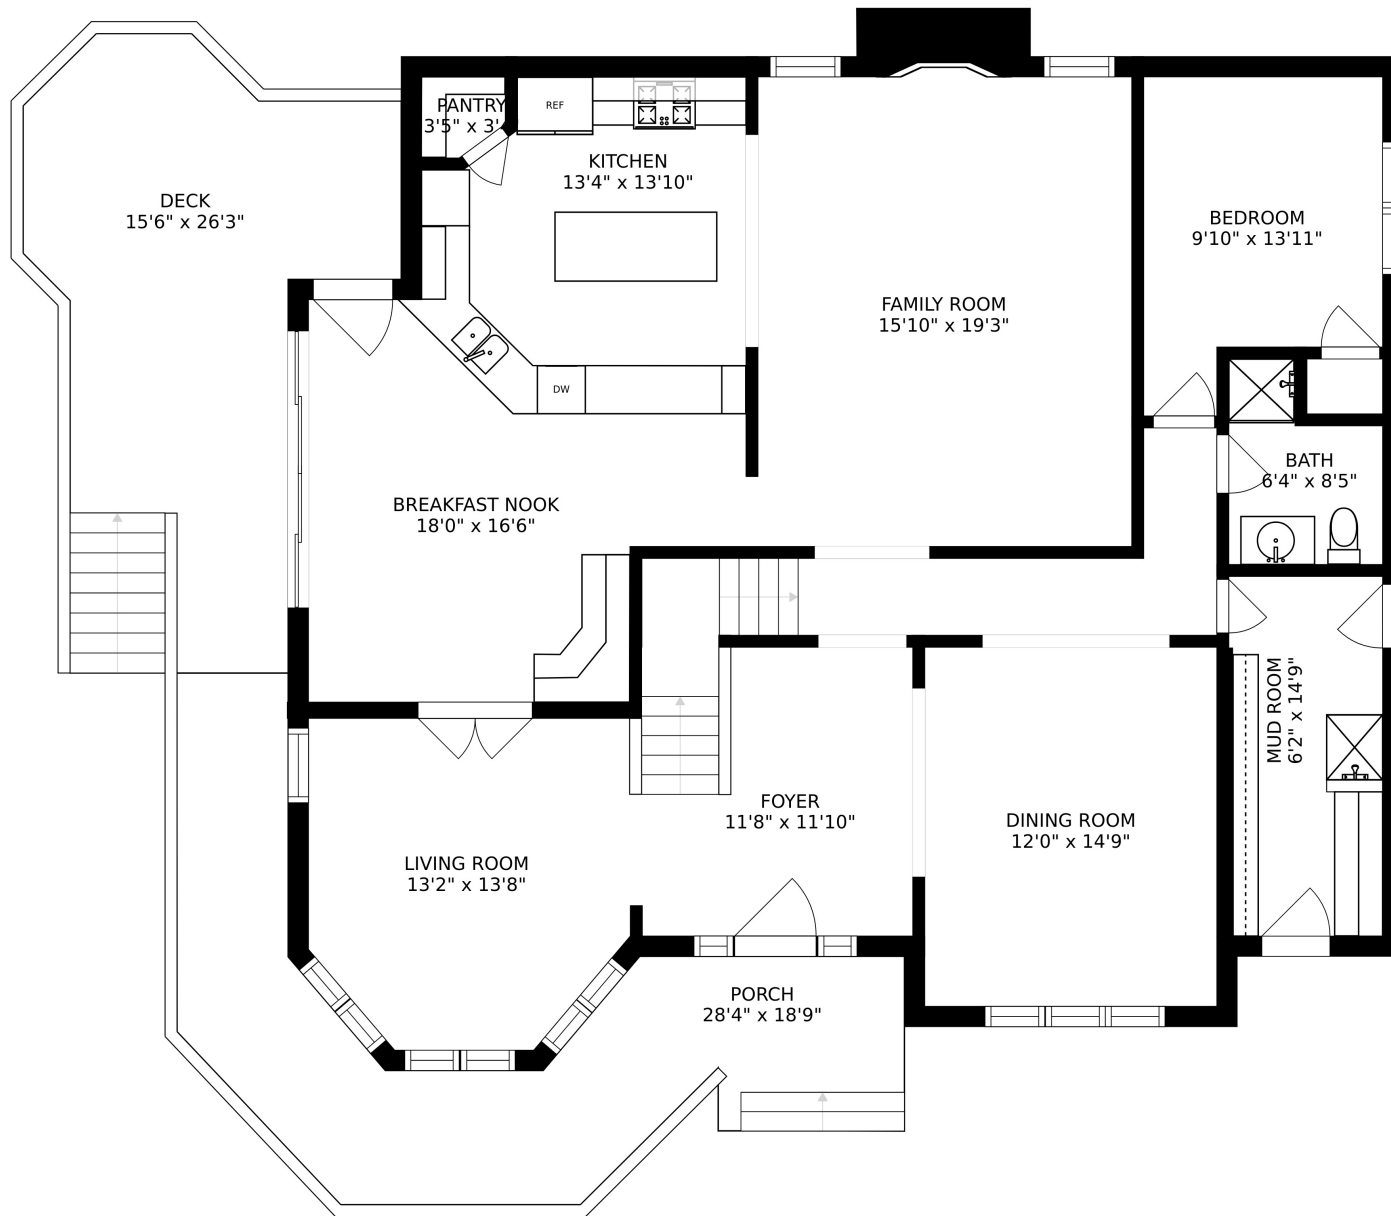 PANTRY
3'5" x 3'
REF
KITCHEN
13'4" x 13'10"
DECK
15'6" x 26'3"
BEDROOM
9'10" x 13'11"
FAMILY ROOM
15'10" x 19'3"
DW
BREAKFAST NOOK
18'0" x 16'6"
BATH
6'4" x 8'5"
MUD ROOM
6'2" x 14'9"
FOYER
11'8" x 11'10"
DINING ROOM
12'0" x 14'9"
LIVING ROOM
13'2" x 13'8"
PORCH
28'4" x 18'9"